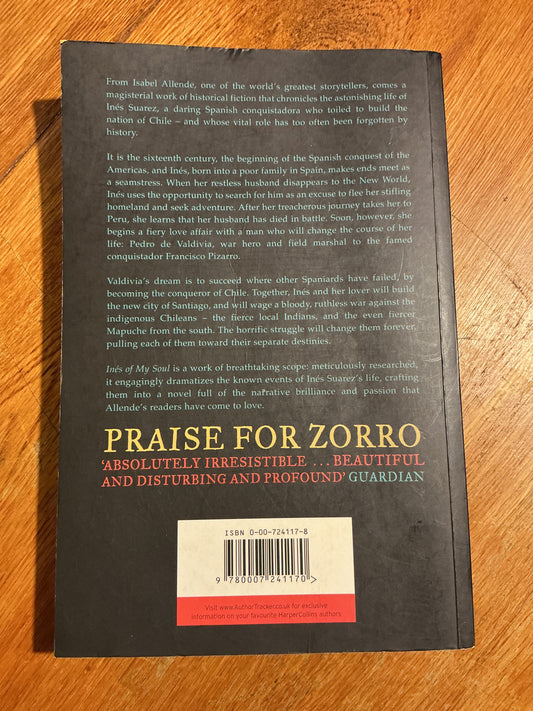 From Isabel Allende, one of the world's greatest storytellers, comes a
magisterial work of historical fiction that chronicles the astonishing life of
Inés Suarez, a daring Spanish conquistadora who toiled to build the
nation of Chile – and whose vital role has too often been forgotten by
history.
It is the sixteenth century, the beginning of the Spanish conquest of the
Americas, and Inés, born into a poor family in Spain, makes ends meet as
a seamstress. When her restless husband disappears to the New World,
Inés uses the opportunity to search for him as an excuse to flee her stifling
homeland and seek adventure. After her treacherous journey takes her to
Peru, she learns that her husband has died in battle. Soon, however, she
begins a fiery love affair with a man who will change the course of her
life: Pedro de Valdivia, war hero and field marshal to the famed
conquistador Francisco Pizarro.
Valdivia's dream is to succeed where other Spaniards have failed, by
becoming the conqueror of Chile. Together, Inés and her lover will build
the new city of Santiago, and will wage a bloody, ruthless war against the
indigenous Chileans – the fierce local Indians, and the even fiercer
Mapuche from the south. The horrific struggle will change them forever,
pulling each of them toward their separate destinies.
Inés of My Soul is a work of breathtaking scope: meticulously researched,
it engagingly dramatizes the known events of Inés Suarez's life, crafting
them into a novel full of the narrative brilliance and passion that
Allende's readers have come to love.
PRAISE FOR ZORRO
'ABSOLUTELY IRRESISTIBLE ... BEAUTIFUL
AND DISTURBING AND PROFOUND' GUARDIAN
ISBN 0-00-724117-8
9 780007 241170>
Visit www.AuthorTracker.co.uk for exclusive
information on your favourite HarperCollins authors